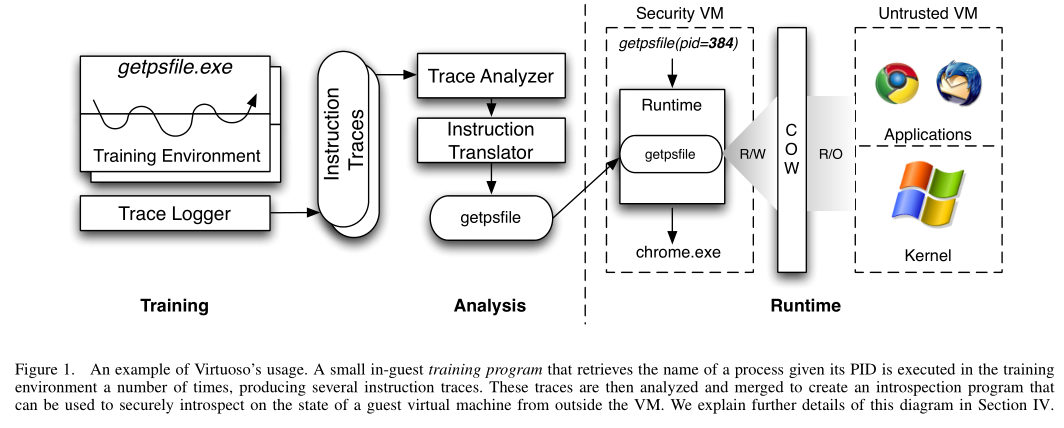 getpsfile.exe
Training Environment
Trace Logger
Instruction
Traces
Trace Analyzer
Instruction
Translator
getpsfile
Training
Analysis
Security VM
getpsfile(pid=384)
Runtime
getpsfile
chrome.exe
R/W
C
O
W
R/O
Untrusted VM
Applications
Kernel
Runtime
Figure 1. An example of Virtuoso's usage. A small in-guest training program that retrieves the name of a process given its PID is executed in the training
environment a number of times, producing several instruction traces. These traces are then analyzed and merged to create an introspection program that
can be used to securely introspect on the state of a guest virtual machine from outside the VM. We explain further details of this diagram in Section IV.